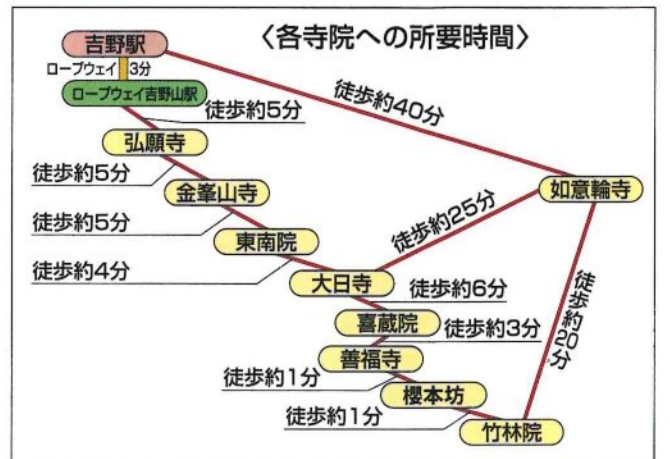 〈各寺院への所要時間〉
吉野駅
ロープウェイ 3分
ロープウェイ吉野山駅
徒歩約5分
徒歩約40分
弘願寺
徒歩約5分
金峯山寺
如意輪寺
徒歩約5分
徒歩約25分
東南院
徒歩約4分
大日寺
徒歩約6分
徒歩約20分
喜蔵院
徒歩約3分
善福寺
徒歩約1分
櫻本坊
徒歩約1分
竹林院